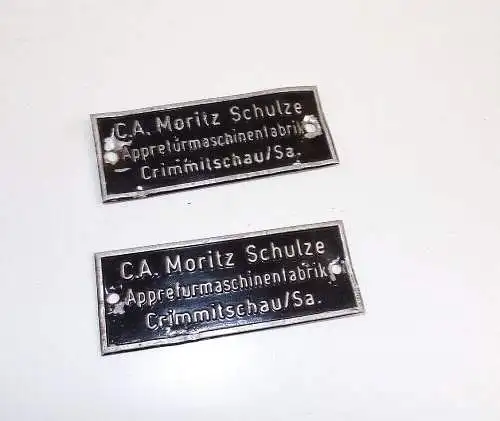 C.A. Moritz Schulze
Appreturmaschinenfabrik
Crimmitschau/Sa.
C.A. Moritz Schulze
Appreturmaschinenfabrik
Crimmitschau/Sa.